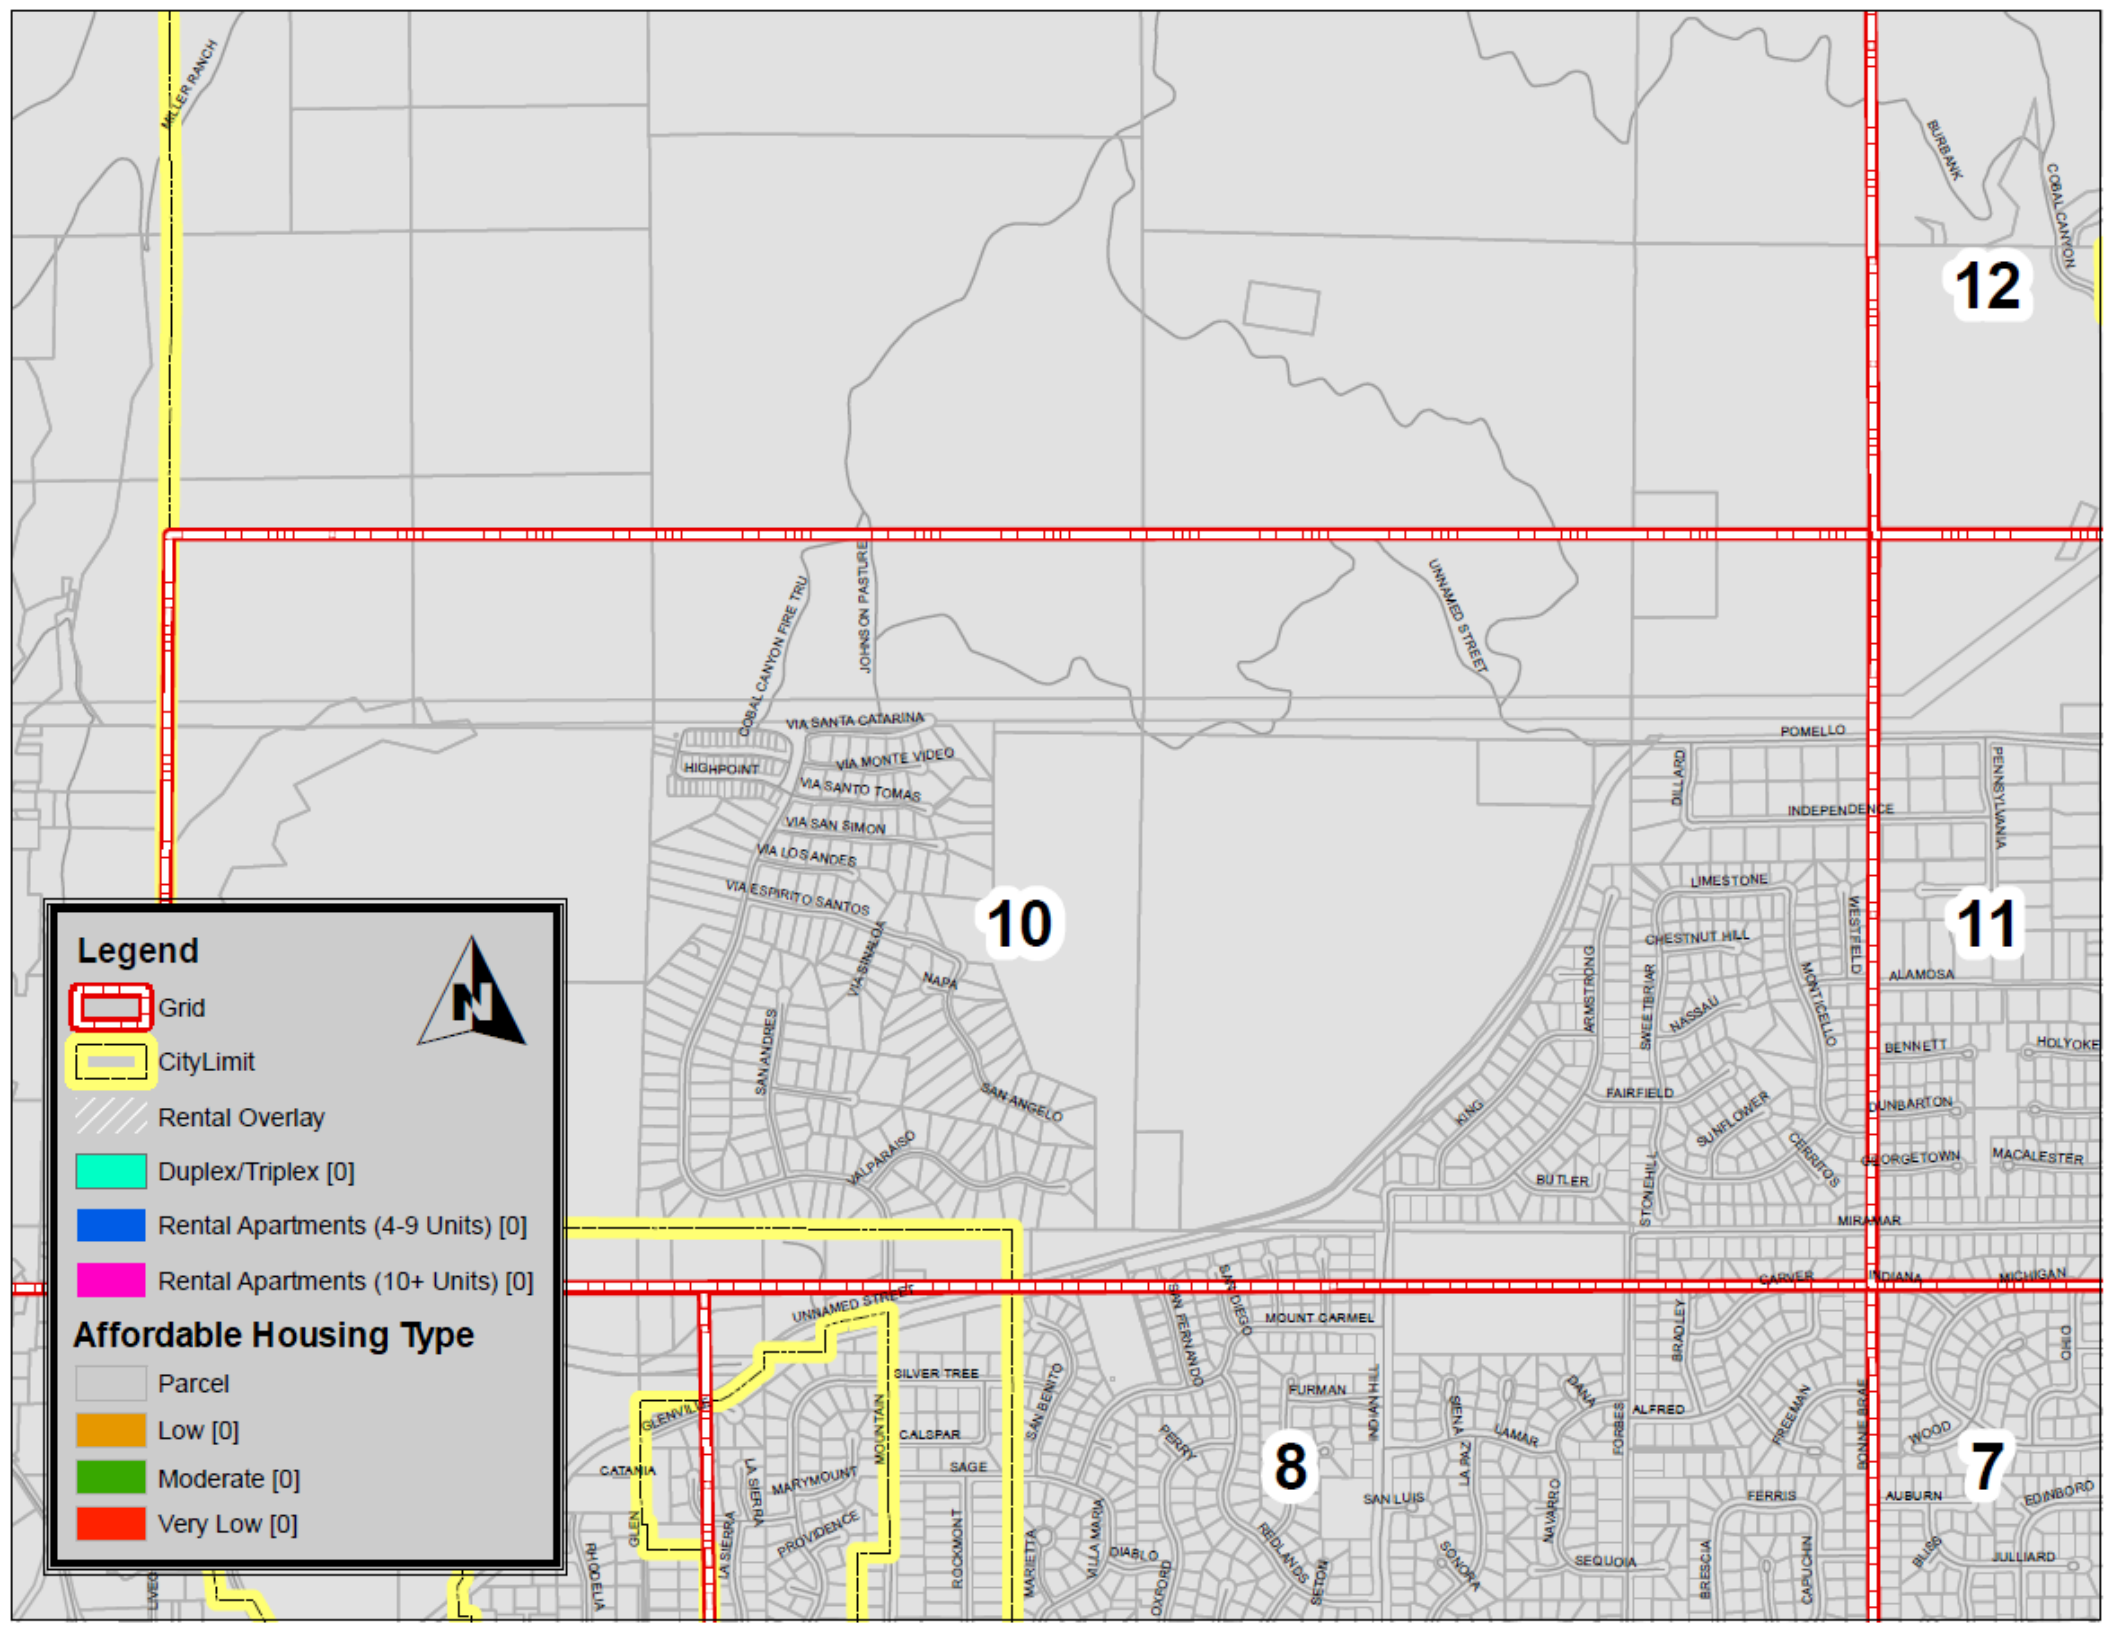 MILLER RANCH
BURBANK
COBAL CANYON
12
COBAL CANYON FIRE TRU
JOHNSON PASTURE
UNNAMED STREET
VIA SANTA CATARINA
POMELLO
VIA MONTE VIDEO
HIGHPOINT
DILLARD
PENNSYLVANIA
VIA SANTO TOMAS
INDEPENDENCE
VIA SAN SIMON
VIA LOS ANDES
LIMESTONE
VIA ESPIRITO SANTOS
10
11
WESTFIELD
CHESTNUT HILL
VIA SINALOA
NAPA
ALAMOSA
ARMSTRONG
SWEETBRIAR
NASSAU
MONTICELLO
SAN ANDRES
BENNETT
HOLYOKE
SAN ANGELO
FAIRFIELD
KING
SUNFLOWER
DUNBARTON
VALPARAISO
CERRITOS
GEORGETOWN
MACALESTER
BUTLER
STONEHILL
MIRAMAR
Legend
N
Grid
CityLimit
Rental Overlay
Duplex/Triplex [0]
Rental Apartments (4-9 Units) [0]
Rental Apartments (10+ Units) [0]
Affordable Housing Type
Parcel
Low [0]
Moderate [0]
Very Low [0]
CARVER
INDIANA
MICHIGAN
UNNAMED STREET
SAN FERNANDO
SAN DIEGO
MOUNT CARMEL
BRADLEY
OHIO
SILVER TREE
SAN BENITO
FURMAN
INDIAN HILL
SIENA
DANA
ALFRED
FORBES
FREEMAN
BONNIE BRAE
WOOD
MOUNTAIN
CALSPAR
PERRY
LAMAR
8
7
CATANIA
LA SIERRA
MARYMOUNT
SAGE
LA PAZ
SAN LUIS
NAVARRO
FERRIS
AUBURN
EDINBORO
GLEN
LA SIERRA
PROVIDENCE
ROCKMONT
MARIETTA
VILLA MARIA
DIABLO
OXFORD
REDLANDS
SETON
SONORA
SEQUOIA
BRESCIA
CAPUCHIN
BLISS
JULLIARD
RHODELIA